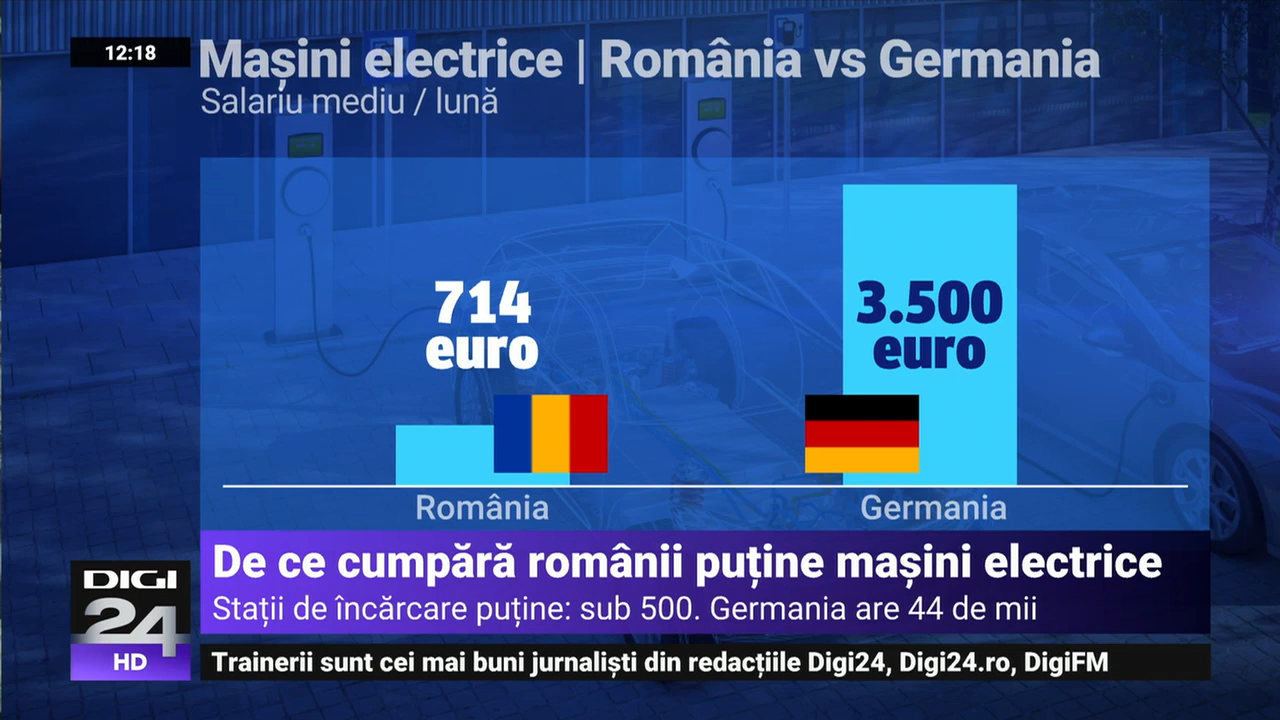 12:18
Mașini electrice | România vs Germania
Salariu mediu / lună
714
euro
3.500
euro
România
Germania
De ce cumpără românii puține mașini electrice
Stații de încărcare puține: sub 500. Germania are 44 de mii
DIGI
24
HD
Trainerii sunt cei mai buni jurnaliști din redacțiile Digi24, Digi24.ro, DigiFM